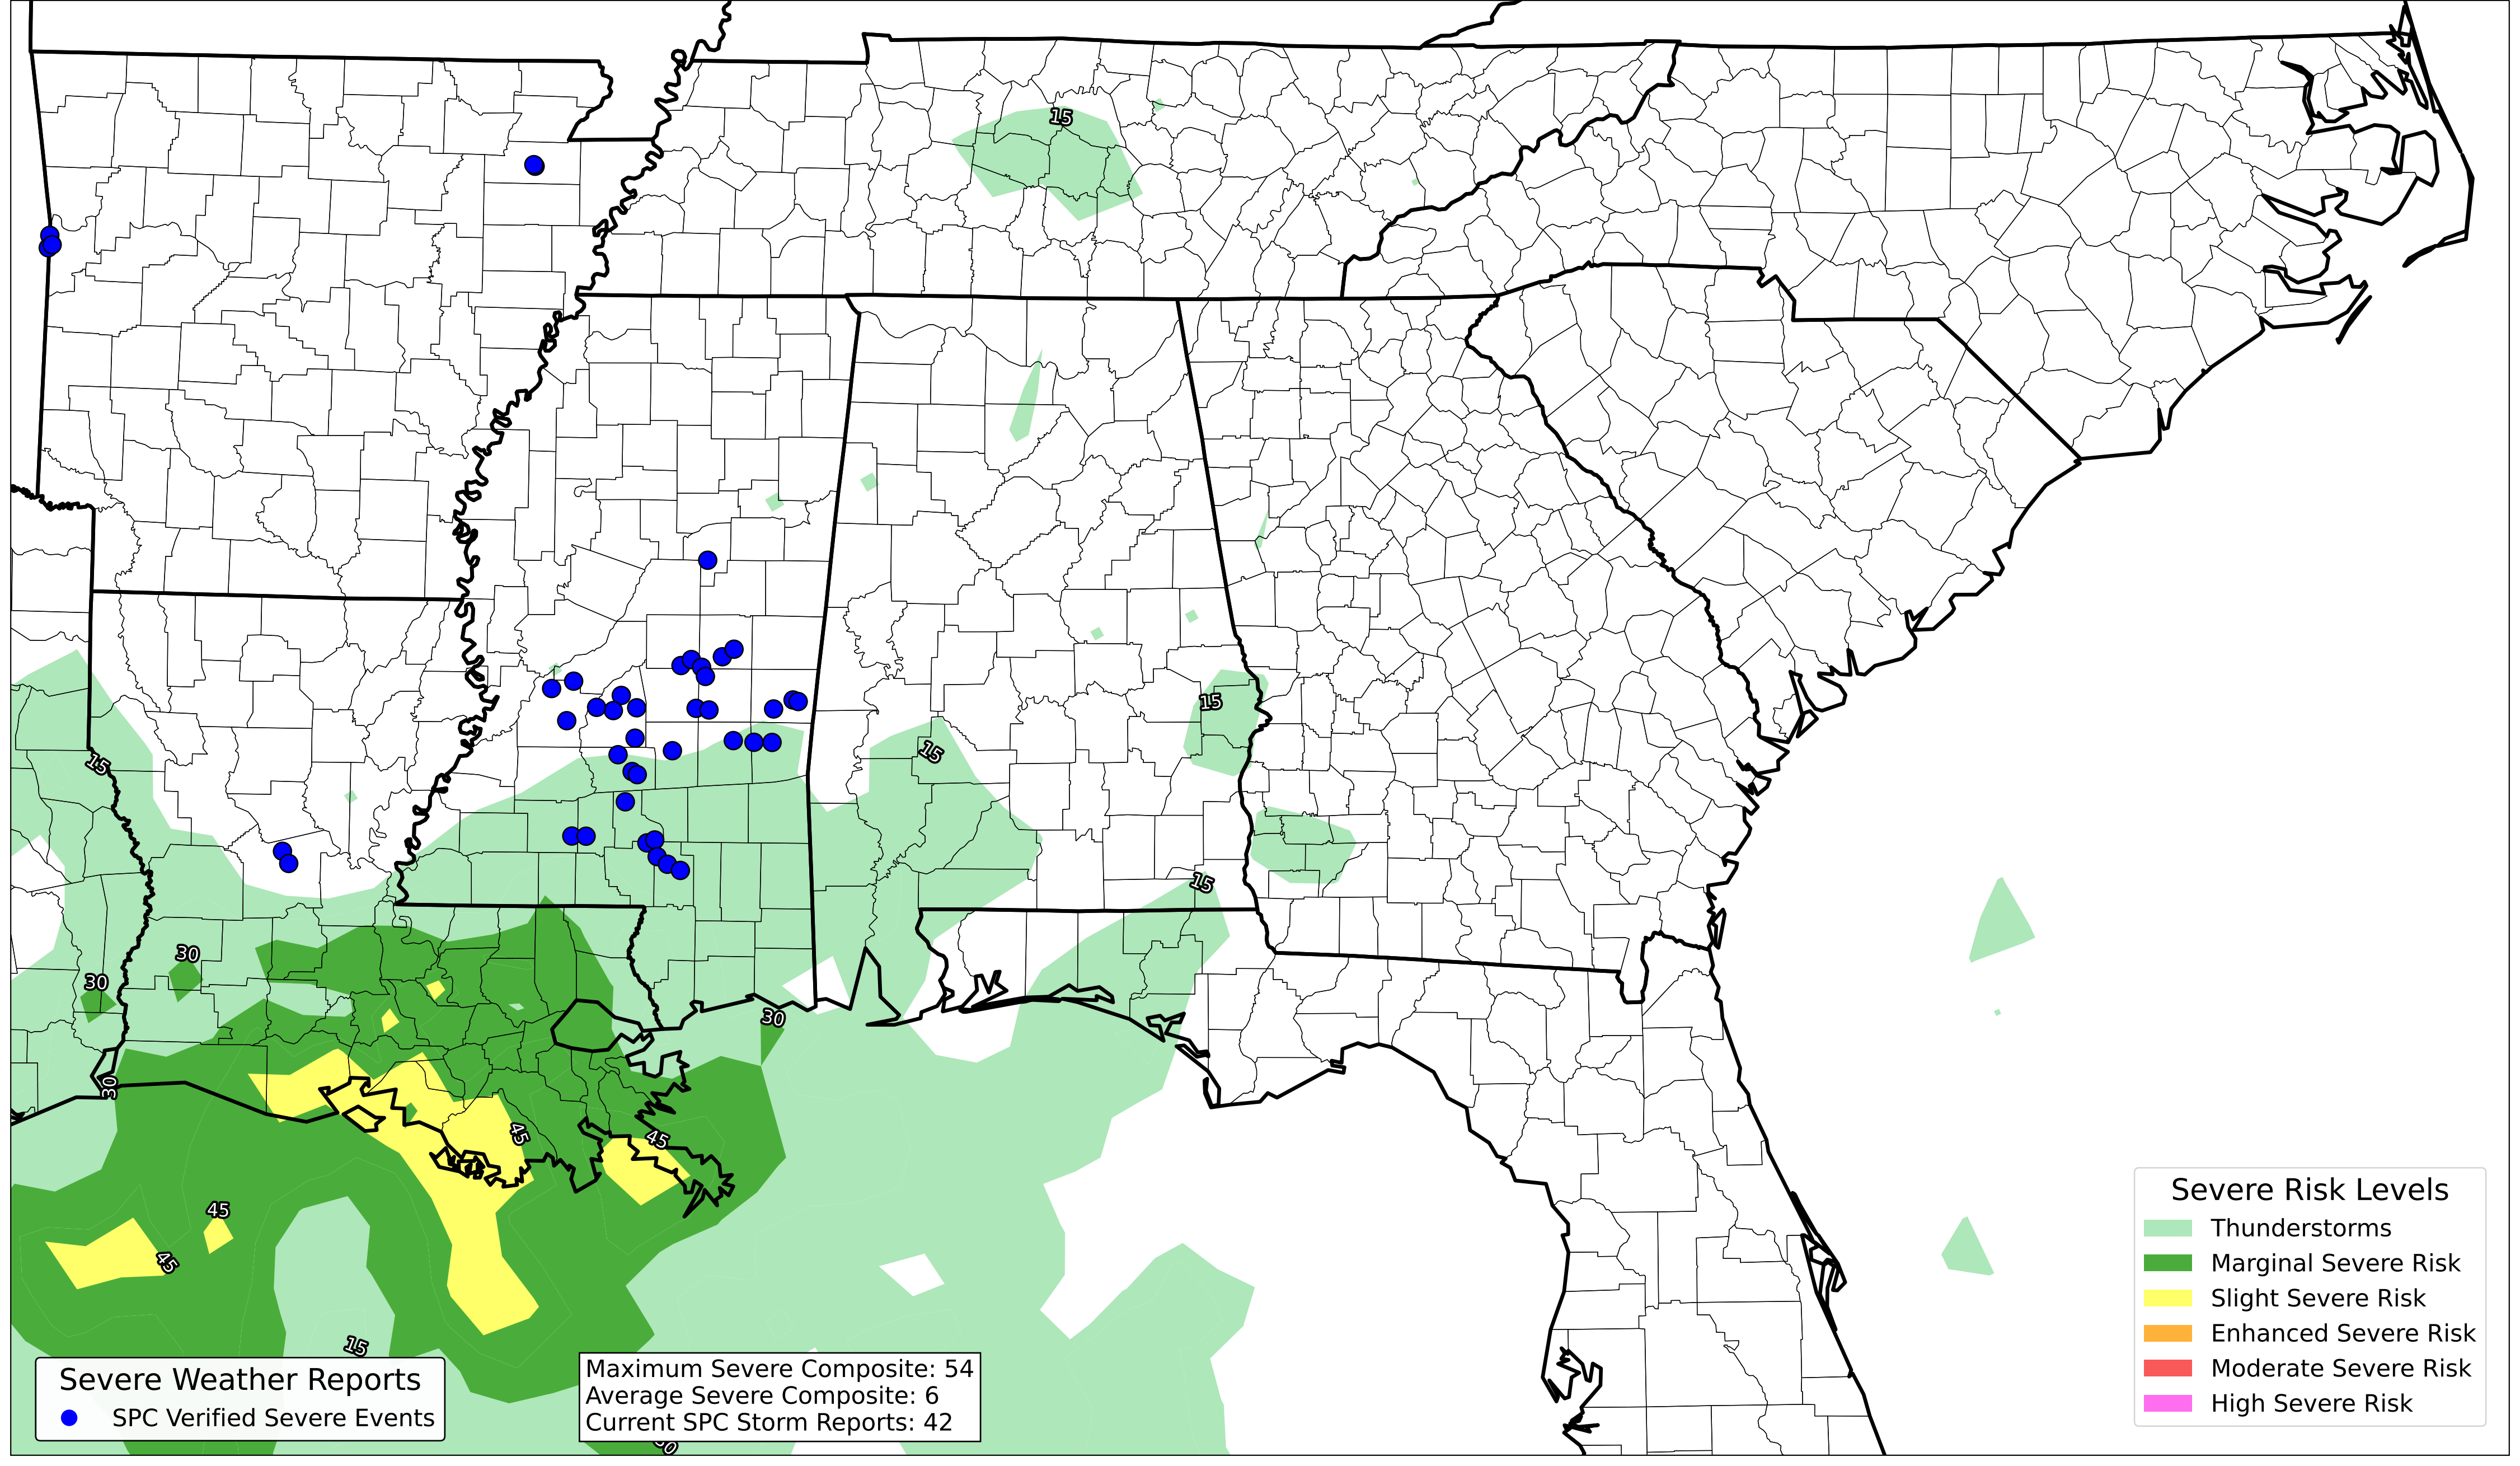 15
15
15
15
15
30
30
30
30
45
45
45
45
15
30
Severe Weather Reports
SPC Verified Severe Events
Maximum Severe Composite: 54
Average Severe Composite: 6
Current SPC Storm Reports: 42
Severe Risk Levels
Thunderstorms
Marginal Severe Risk
Slight Severe Risk
Enhanced Severe Risk
Moderate Severe Risk
High Severe Risk